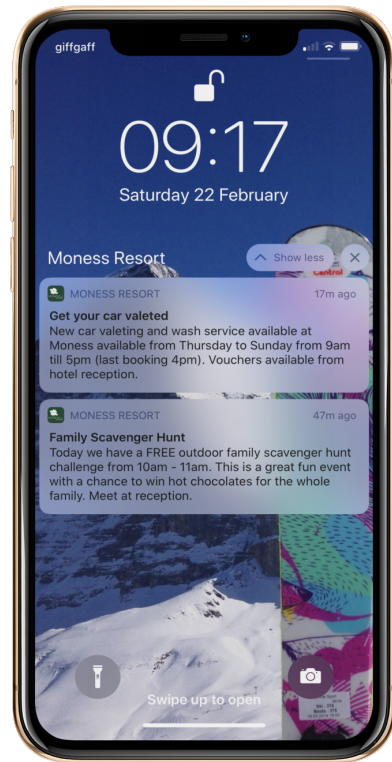 giffgaff
09:17
Saturday 22 February
Moness Resort
Show less
Control
MONESS RESORT 17m ago
Get your car valeted
New car valeting and wash service available at
Moness available from Thursday to Sunday from 9am
till 5pm (last booking 4pm). Vouchers available from
hotel reception.
MONESS RESORT 47m ago
Family Scavenger Hunt
Today we have a FREE outdoor family scavenger hunt
challenge from 10am - 11am. This is a great fun event
with a chance to win hot chocolates for the whole
family. Meet at reception.
Swipe up to open